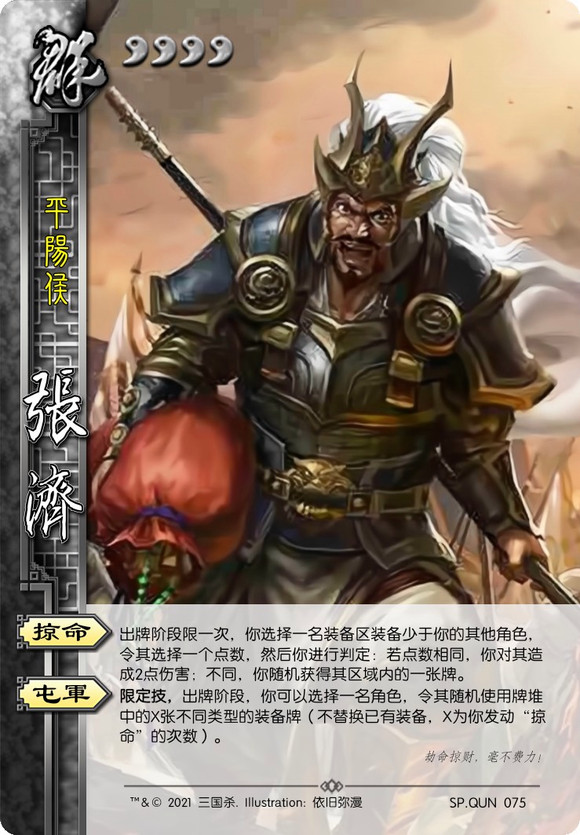 群
平陽侯
張濟
掠命
出牌阶段限一次，你选择一名装备区装备少于你的其他角色，
令其选择一个点数，然后你进行判定：若点数相同，你对其造
成2点伤害；不同，你随机获得其区域内的一张牌。
屯軍
限定技，出牌阶段，你可以选择一名角色，令其随机使用牌堆
中的X张不同类型的装备牌（不替换已有装备，X为你发动“掠
命”的次数）。
劫命掠财，毫不费力！
™&© 2021 三国杀. Illustration: 依旧弥漫
SP.QUN 075